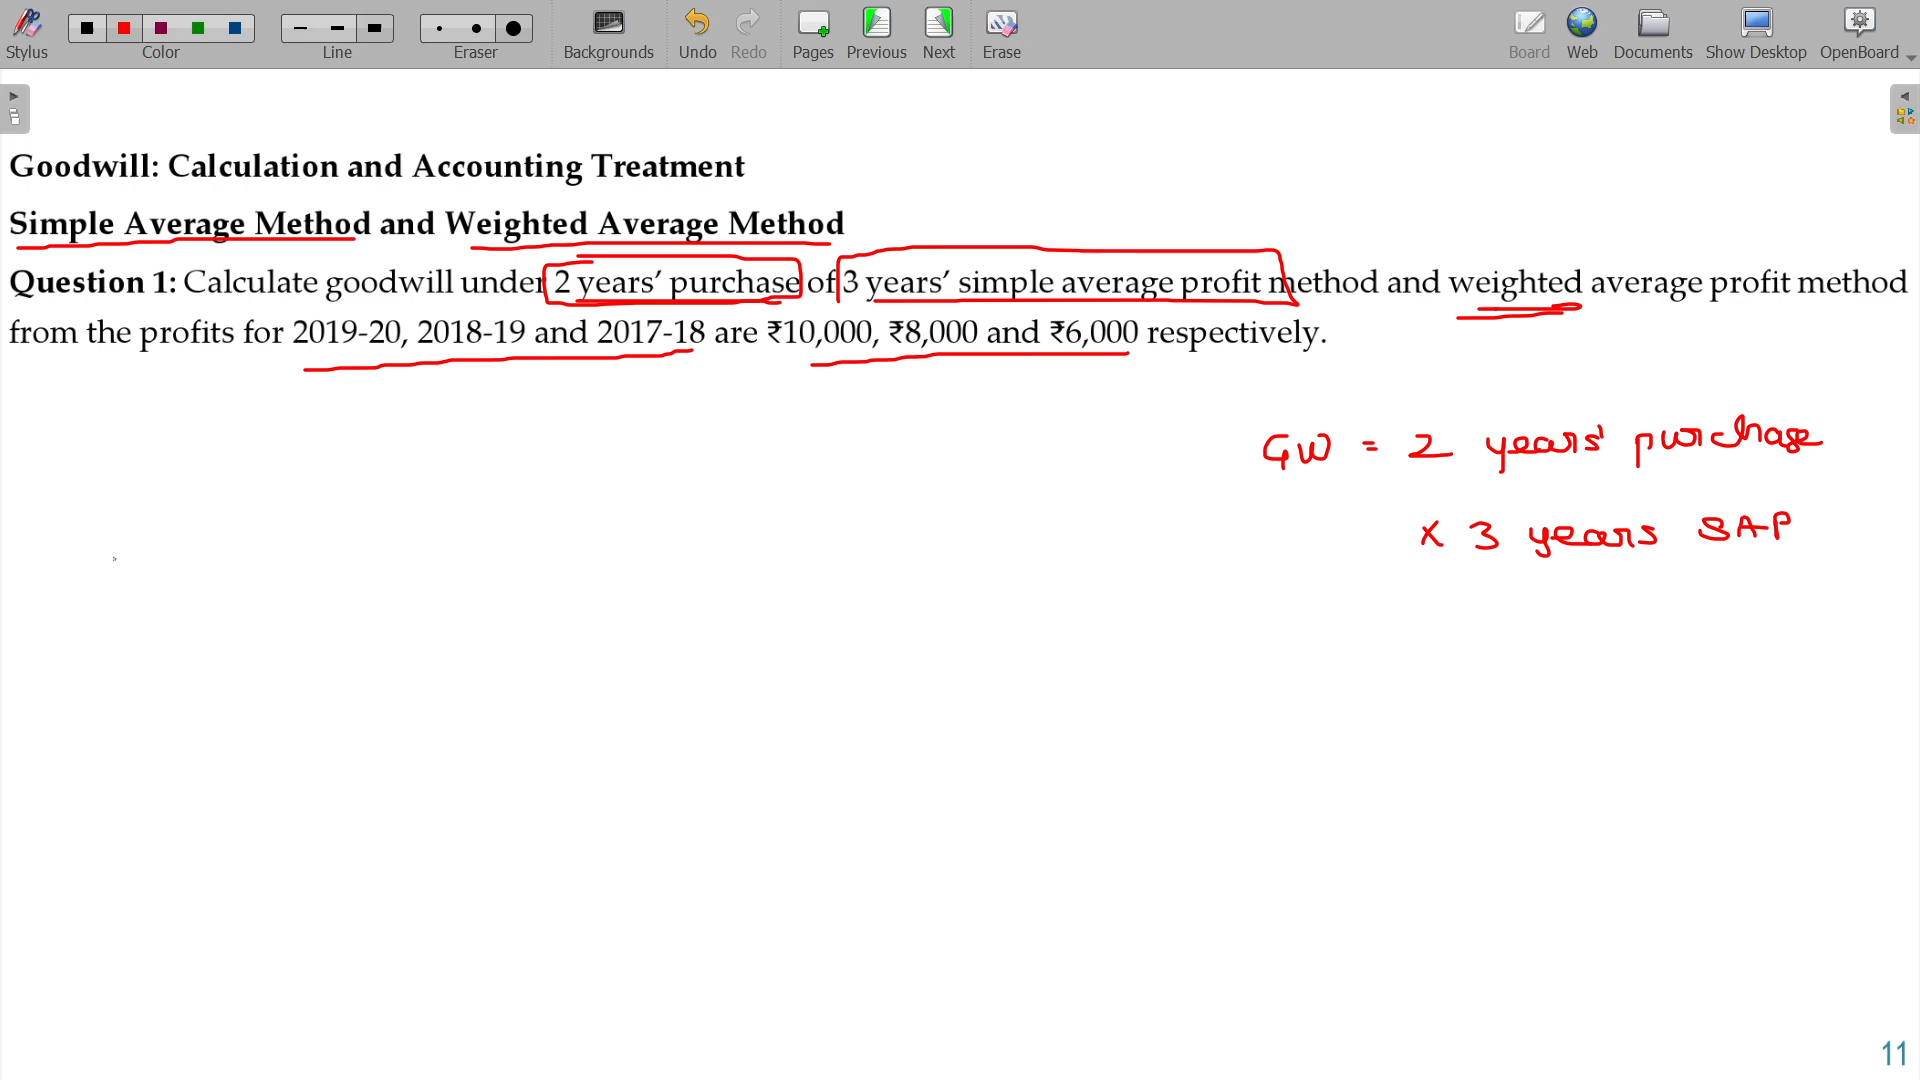 Stylus Color Line Eraser Backgrounds Undo Redo Pages Previous Next Erase Board Web Documents Show Desktop OpenBoard
Goodwill: Calculation and Accounting Treatment
Simple Average Method and Weighted Average Method
Question 1: Calculate goodwill under 2 years’ purchase of 3 years’ simple average profit method and weighted average profit method
from the profits for 2019-20, 2018-19 and 2017-18 are ₹10,000, ₹8,000 and ₹6,000 respectively.
GW = 2 years' purchase
x 3 years SAP
11